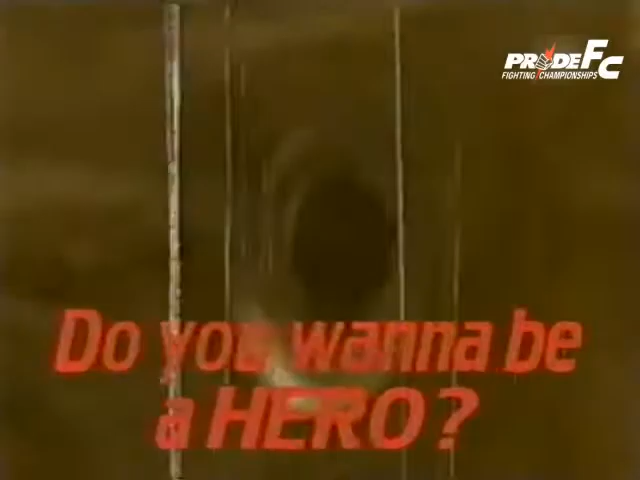 PRIDE FC
FIGHTING CHAMPIONSHIPS
Do you wanna be
a HERO?